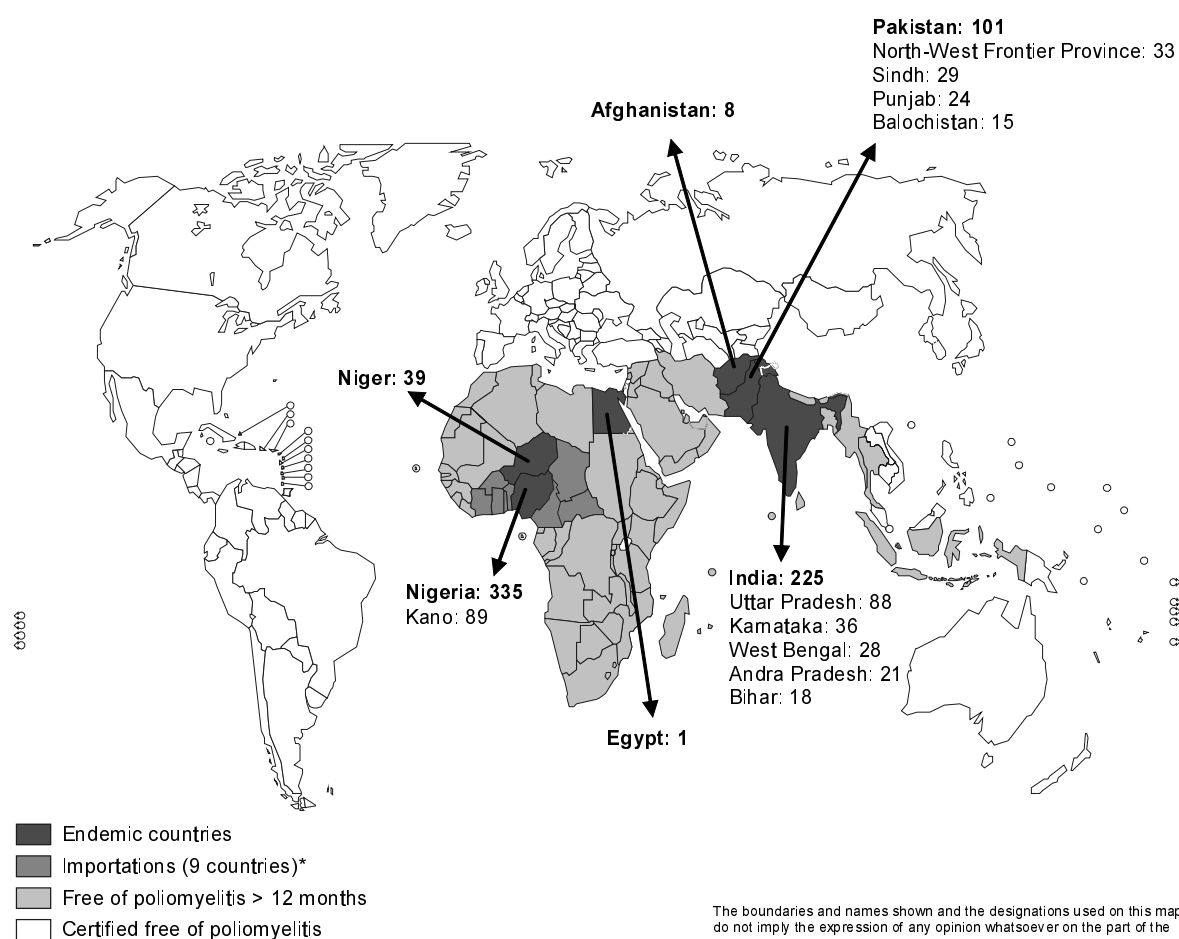 Pakistan: 101
North-West Frontier Province: 33
Sindh: 29
Punjab: 24
Balochistan: 15
Afghanistan: 8
Niger: 39
Nigeria: 335
Kano: 89
India: 225
Uttar Pradesh: 88
Karnataka: 36
West Bengal: 28
Andra Pradesh: 21
Bihar: 18
Egypt: 1
Endemic countries
Importations (9 countries)*
Free of poliomyelitis > 12 months
Certified free of poliomyelitis
The boundaries and names shown and the designations used on this map
do not imply the expression of any opinion whatsoever on the part of the